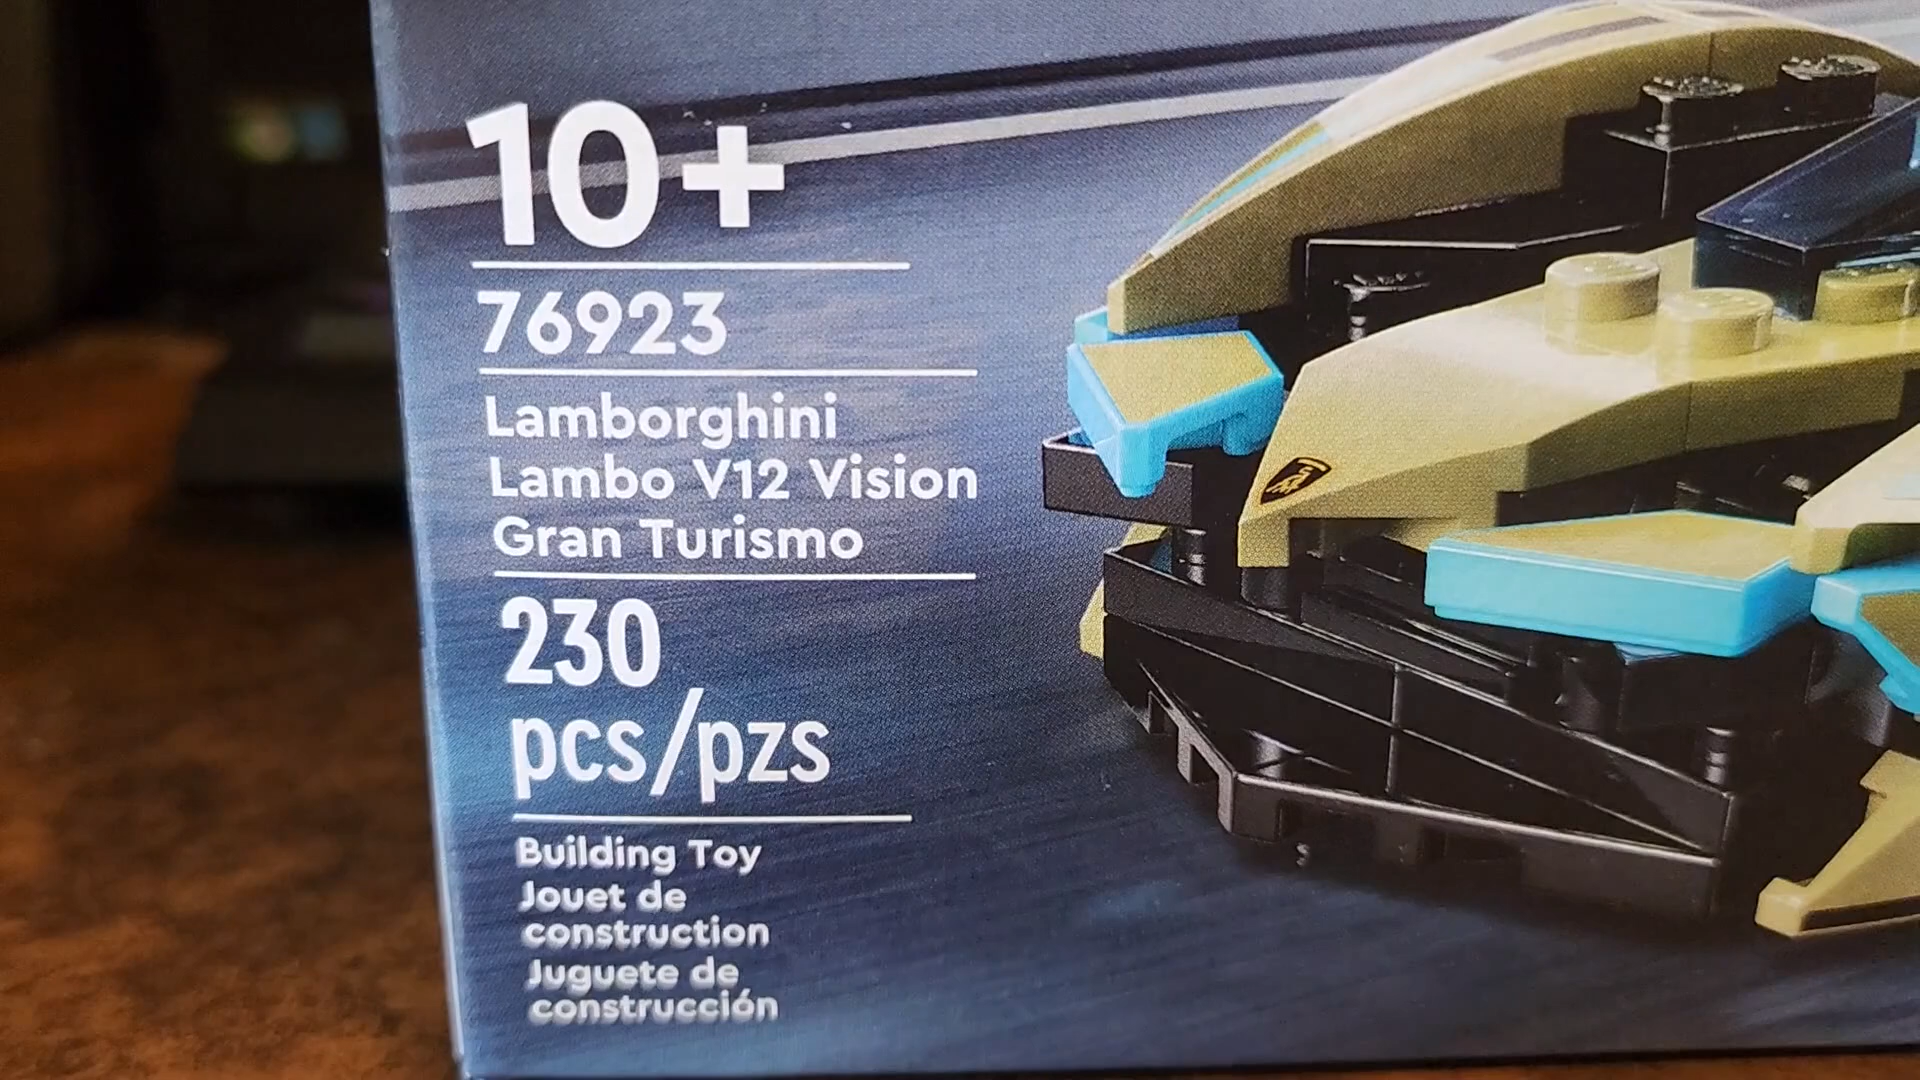 10+
76923
Lamborghini
Lambo V12 Vision
Gran Turismo
230
pcs/pzs
Building Toy
Jouet de
construction
Juguete de
construcción